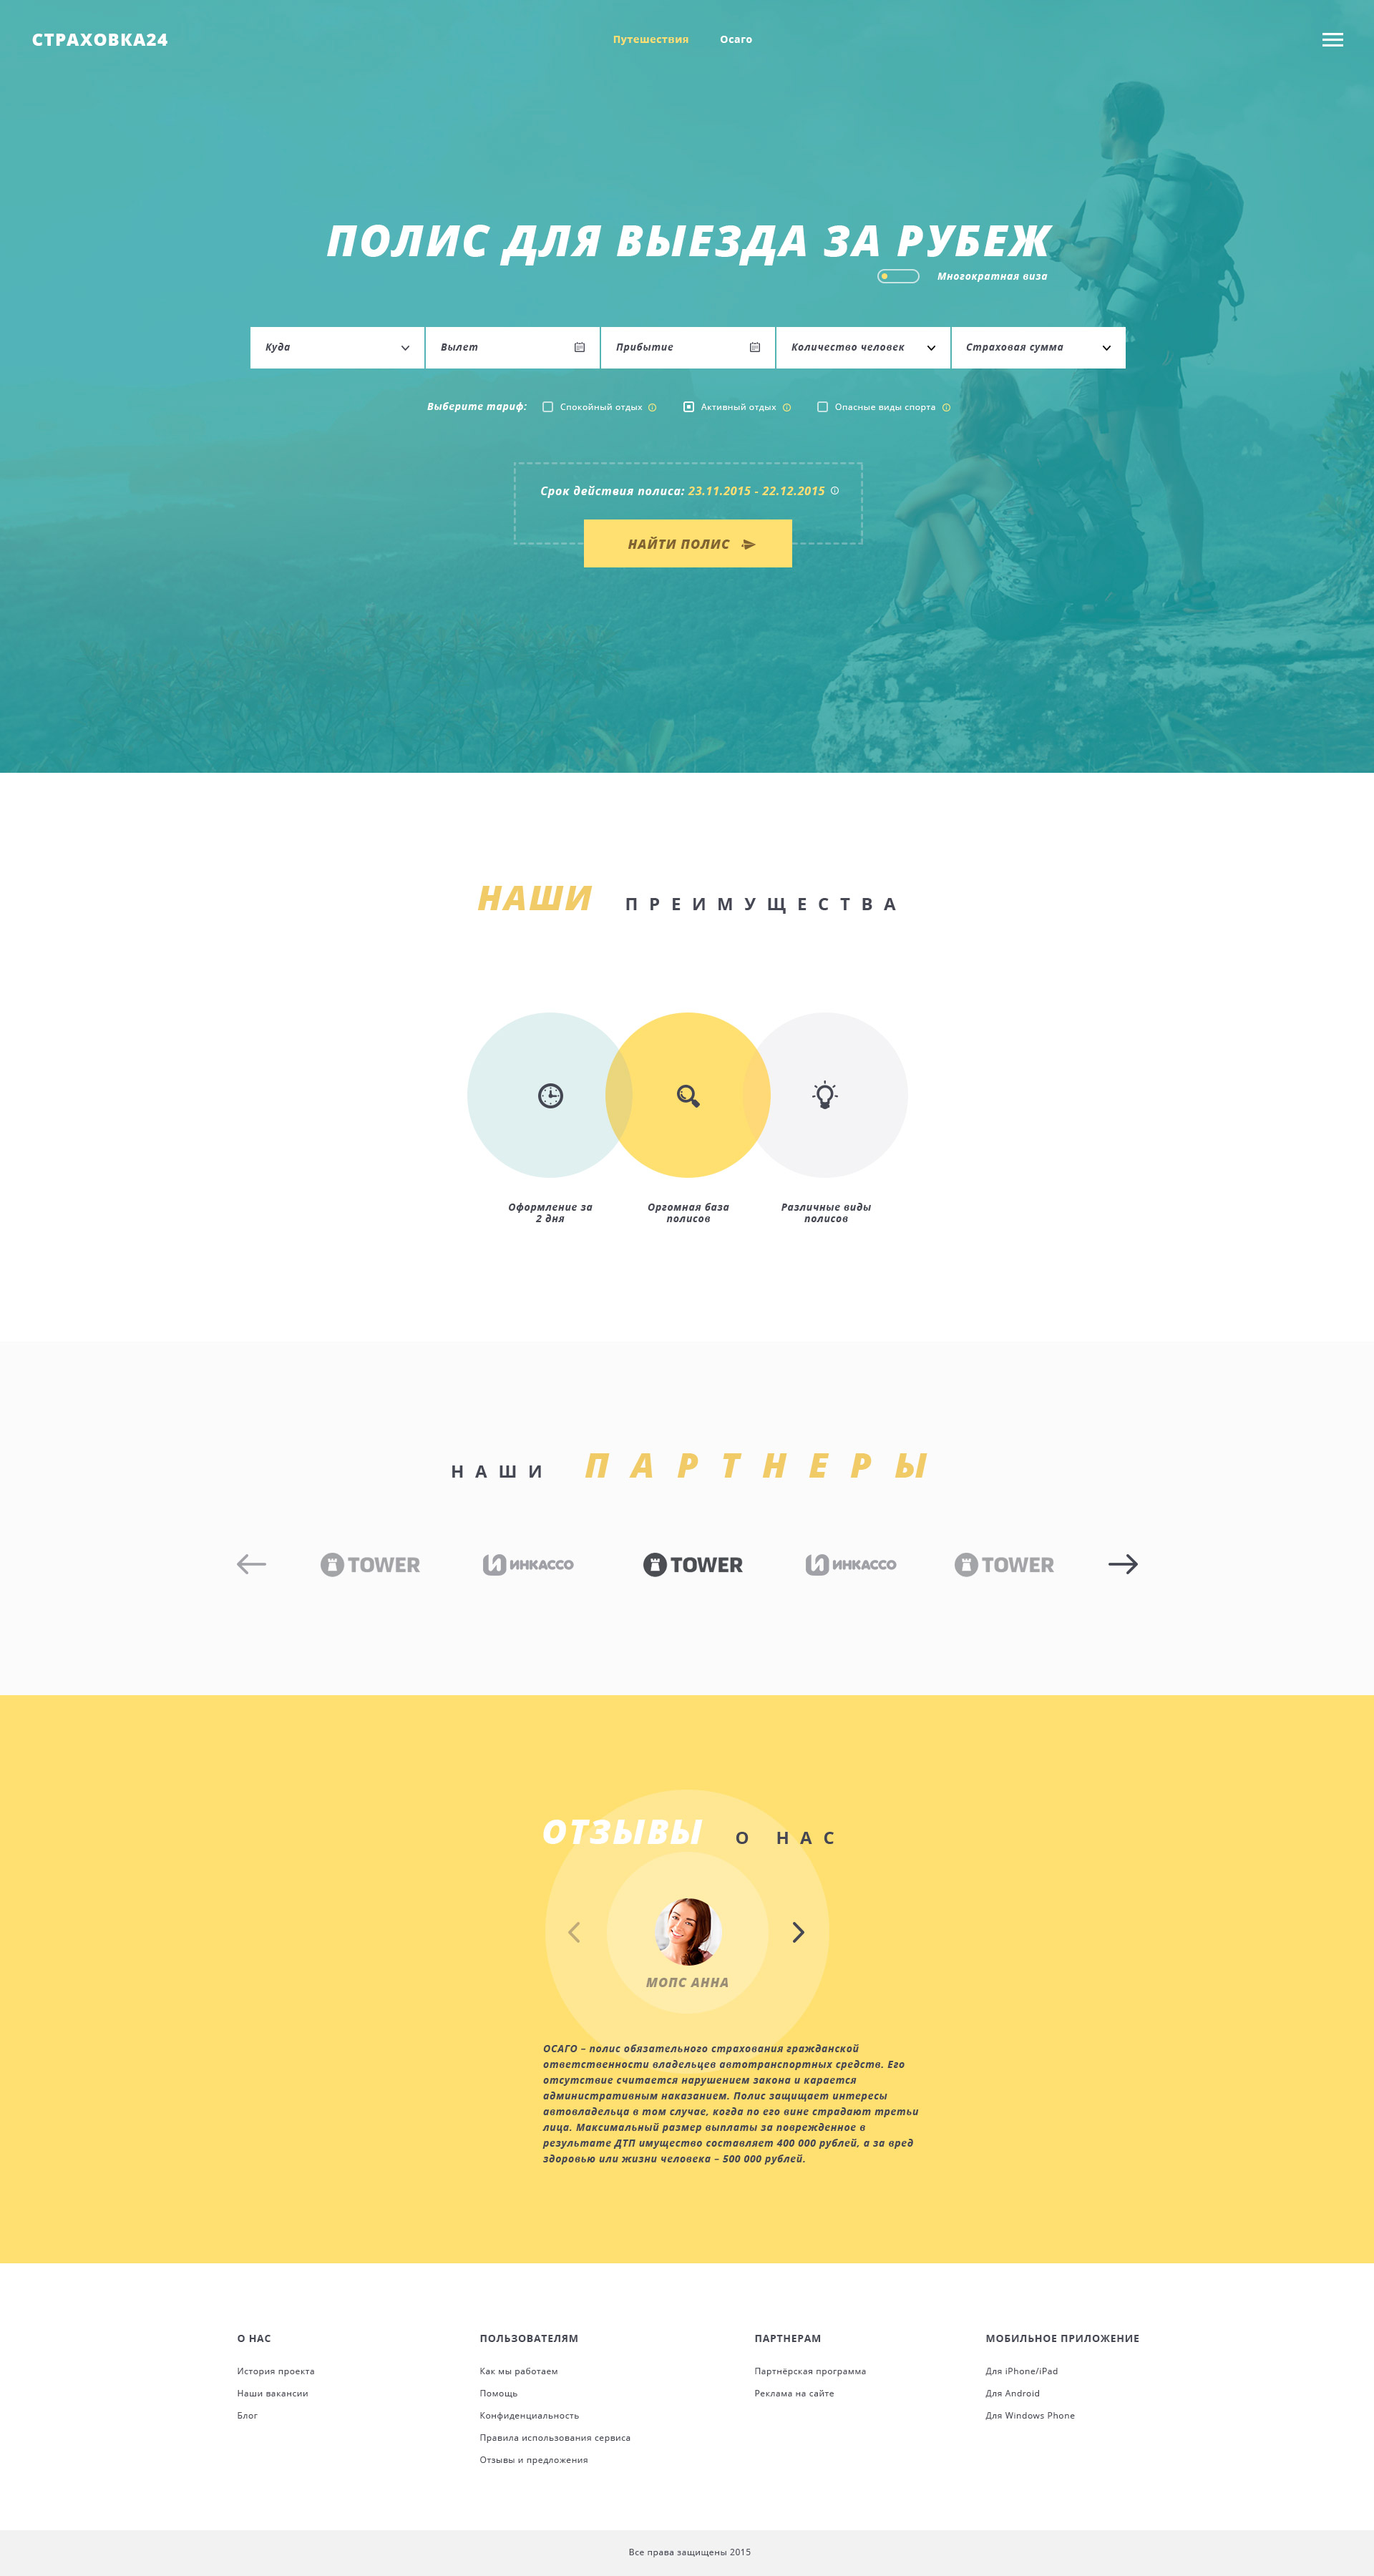 СТРАХОВКА24
Путешествия Осаго
ПОЛИС ДЛЯ ВЫЕЗДА ЗА РУБЕЖ
Многократная виза
Куда Вылет Прибытие Количество человек Страховая сумма
Выберите тариф: Спокойный отдых Активный отдых Опасные виды спорта
Срок действия полиса: 23.11.2015 - 22.12.2015
НАЙТИ ПОЛИС
НАШИ ПРЕИМУЩЕСТВА
Оформление за
2 дня
Оргомная база
полисов
Различные виды
полисов
НАШИ ПАРТНЕРЫ
TOWER ИНКАССО TOWER ИНКАССО TOWER
ОТЗЫВЫ О НАС
МОПС АННА
ОСАГО – полис обязательного страхования гражданской
ответственности владельцев автотранспортных средств. Его
отсутствие считается нарушением закона и карается
административным наказанием. Полис защищает интересы
автовладельца в том случае, когда по его вине страдают третьи
лица. Максимальный размер выплаты за поврежденное в
результате ДТП имущество составляет 400 000 рублей, а за вред
здоровью или жизни человека – 500 000 рублей.
О НАС
История проекта
Наши вакансии
Блог
ПОЛЬЗОВАТЕЛЯМ
Как мы работаем
Помощь
Конфиденциальность
Правила использования сервиса
Отзывы и предложения
ПАРТНЕРАМ
Партнёрская программа
Реклама на сайте
МОБИЛЬНОЕ ПРИЛОЖЕНИЕ
Для iPhone/iPad
Для Android
Для Windows Phone
Все права защищены 2015